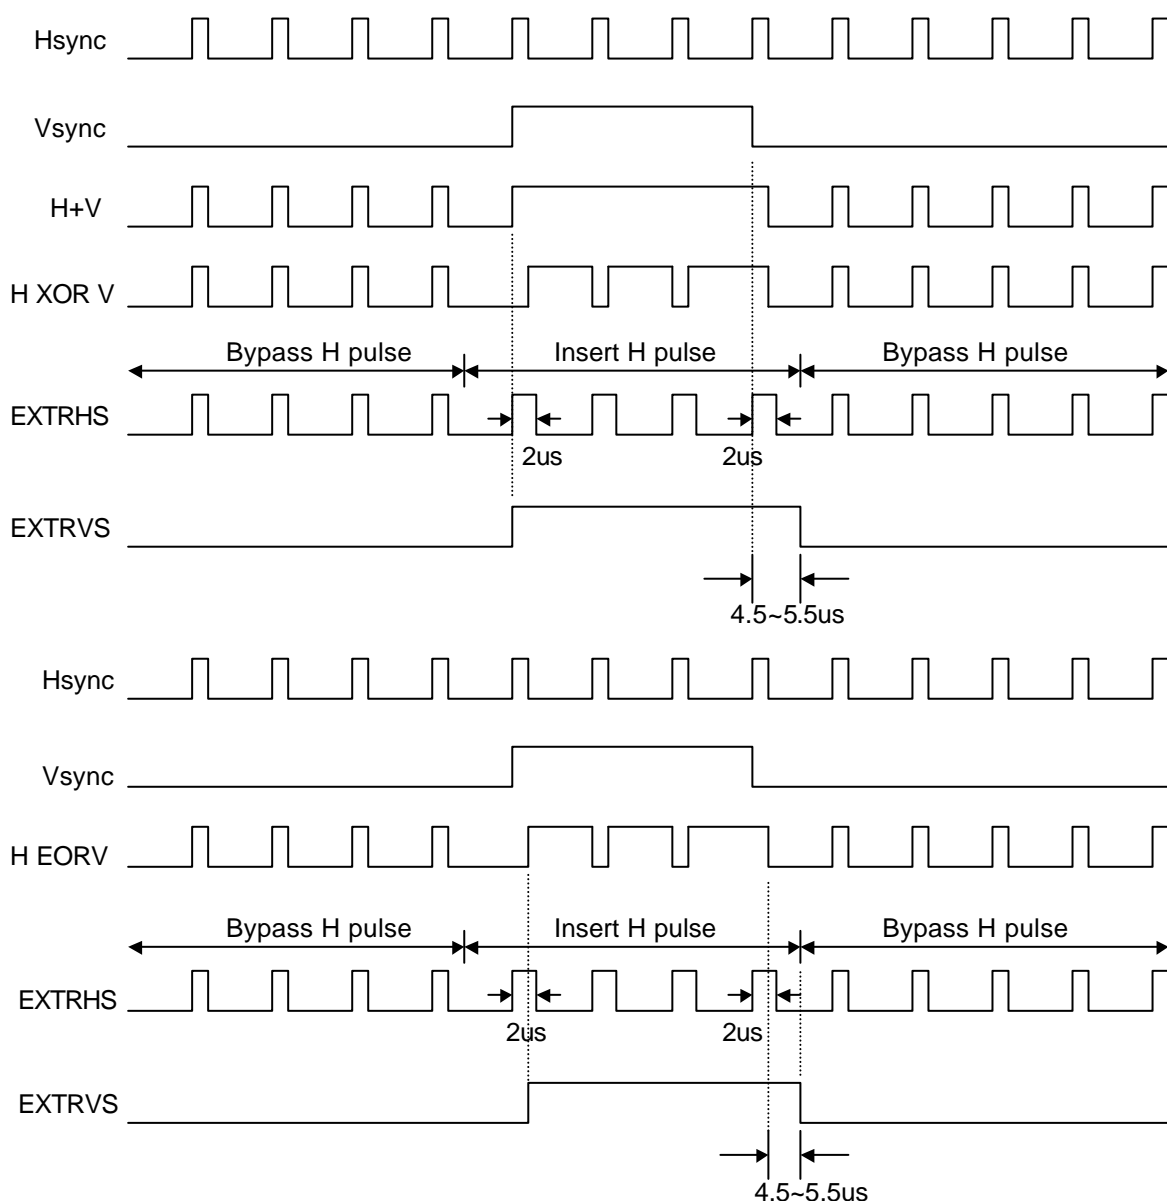 Hsync
Vsync
H+V
H XOR V
Bypass H pulse Insert H pulse Bypass H pulse
EXTRHS
2us 2us
EXTRVS
4.5~5.5us
Hsync
Vsync
H EORV
Bypass H pulse Insert H pulse Bypass H pulse
EXTRHS
2us 2us
EXTRVS
4.5~5.5us